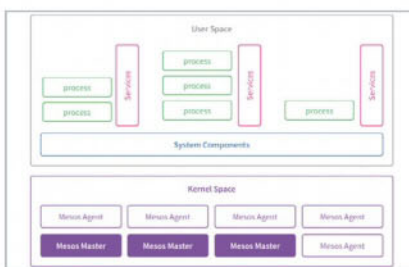 User Space
process
process
process
process
process
process
Services
Services
Services
System Components
Kernel Space
Mesos Agent Mesos Agent Mesos Agent Mesos Agent
Mesos Master Mesos Master Mesos Master Mesos Agent